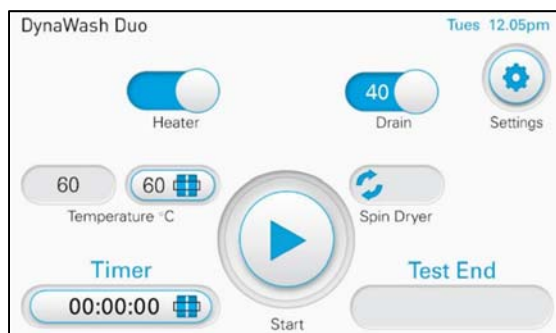 DynaWash Duo
Tues 12.05pm
40
Heater
Drain
Settings
60
60
Temperature °C
Spin Dryer
Timer
Test End
00:00:00
Start